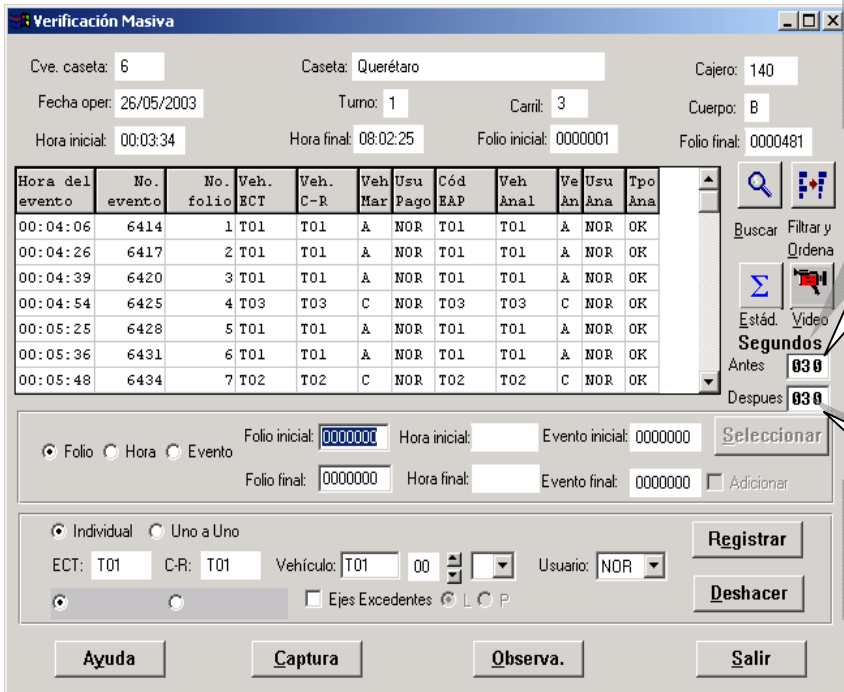 Verificación Masiva
Cve. caseta: 6 Caseta: Querétaro Cajero: 140
Fecha oper: 26/05/2003 Turno: 1 Carril: 3 Cuerpo: B
Hora inicial: 00:03:34 Hora final: 08:02:25 Folio inicial: 0000001 Folio final: 0000481
Hora del No. No. Veh. Veh. Veh Usu Cód Veh Ve Usu Tpo
evento evento folio ECT C-R Mar Pago EAP Anal An Ana Ana
00:04:06 6414 1 T01 T01 A NOR T01 T01 A NOR OK
00:04:26 6417 2 T01 T01 A NOR T01 T01 A NOR OK
00:04:39 6420 3 T01 T01 A NOR T01 T01 A NOR OK
00:04:54 6425 4 T03 T03 C NOR T03 T03 C NOR OK
00:05:25 6428 5 T01 T01 A NOR T01 T01 A NOR OK
00:05:36 6431 6 T01 T01 A NOR T01 T01 A NOR OK
00:05:48 6434 7 T02 T02 C NOR T02 T02 C NOR OK
Buscar Filtrar y
Ordena
Σ
Estád. Video
Segundos
Antes 030
Despues 030
Folio Hora Evento Folio inicial: 0000000 Hora inicial: Evento inicial: 0000000 Seleccionar
Folio final: 0000000 Hora final: Evento final: 0000000 Adicionar
Individual Uno a Uno Registrar
ECT: T01 C-R: T01 Vehículo: T01 00 Usuario: NOR
Ejes Excedentes L P Deshacer
Ayuda Captura Observa. Salir